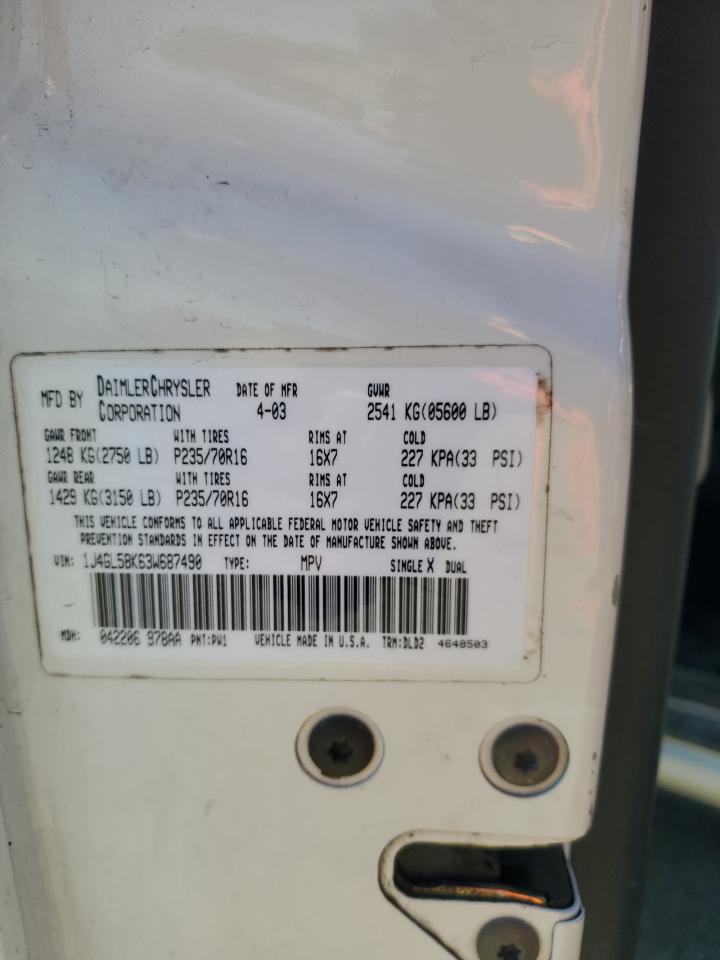 MFD BY DAIMLERCHRYSLER CORPORATION DATE OF MFR 4-03 GVWR 2541 KG(05600 LB)
GAWR FRONT WITH TIRES RIMS AT COLD
1248 KG(2750 LB) P235/70R16 16X7 227 KPA(33 PSI)
GAWR REAR WITH TIRES RIMS AT COLD
1429 KG(3150 LB) P235/70R16 16X7 227 KPA(33 PSI)
THIS VEHICLE CONFORMS TO ALL APPLICABLE FEDERAL MOTOR VEHICLE SAFETY AND THEFT
PREVENTION STANDARDS IN EFFECT ON THE DATE OF MANUFACTURE SHOWN ABOVE.
VIN: 1J4GL58K63W687490 TYPE: MPV SINGLE X DUAL
MDH: 042206 978AA PNT:PW1 VEHICLE MADE IN U.S.A. TRM:DLD2 4648503